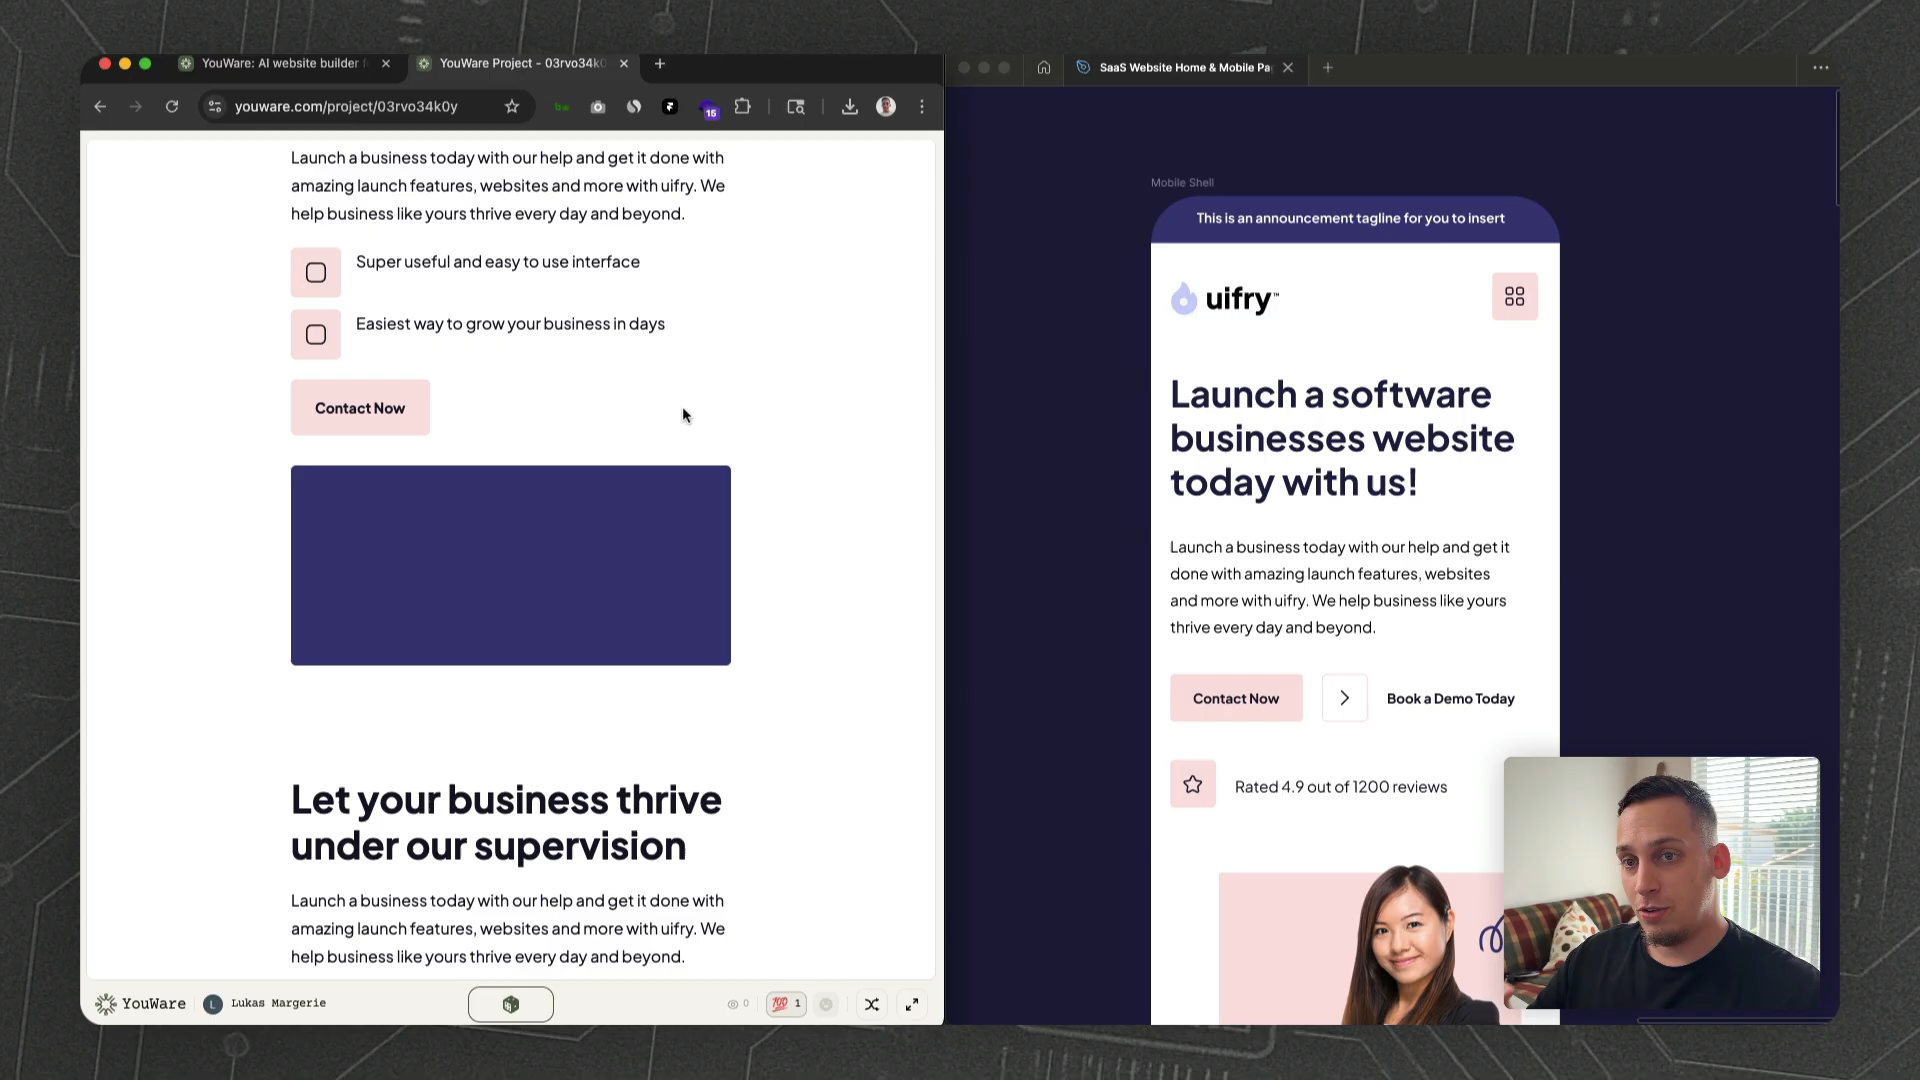 YouWare: AI website builder
YouWare Project - 03rvo34k0
youware.com/project/03rvo34k0y
15
Launch a business today with our help and get it done with
amazing launch features, websites and more with uifry. We
help business like yours thrive every day and beyond.
Super useful and easy to use interface
Easiest way to grow your business in days
Contact Now
Let your business thrive
under our supervision
Launch a business today with our help and get it done with
amazing launch features, websites and more with uifry. We
help business like yours thrive every day and beyond.
YouWare
L
Lukas Margerie
0
100
1
SaaS Website Home & Mobile Pa
Mobile Shell
This is an announcement tagline for you to insert
uifry™
Launch a software
businesses website
today with us!
Launch a business today with our help and get it
done with amazing launch features, websites
and more with uifry. We help business like yours
thrive every day and beyond.
Contact Now
Book a Demo Today
Rated 4.9 out of 1200 reviews